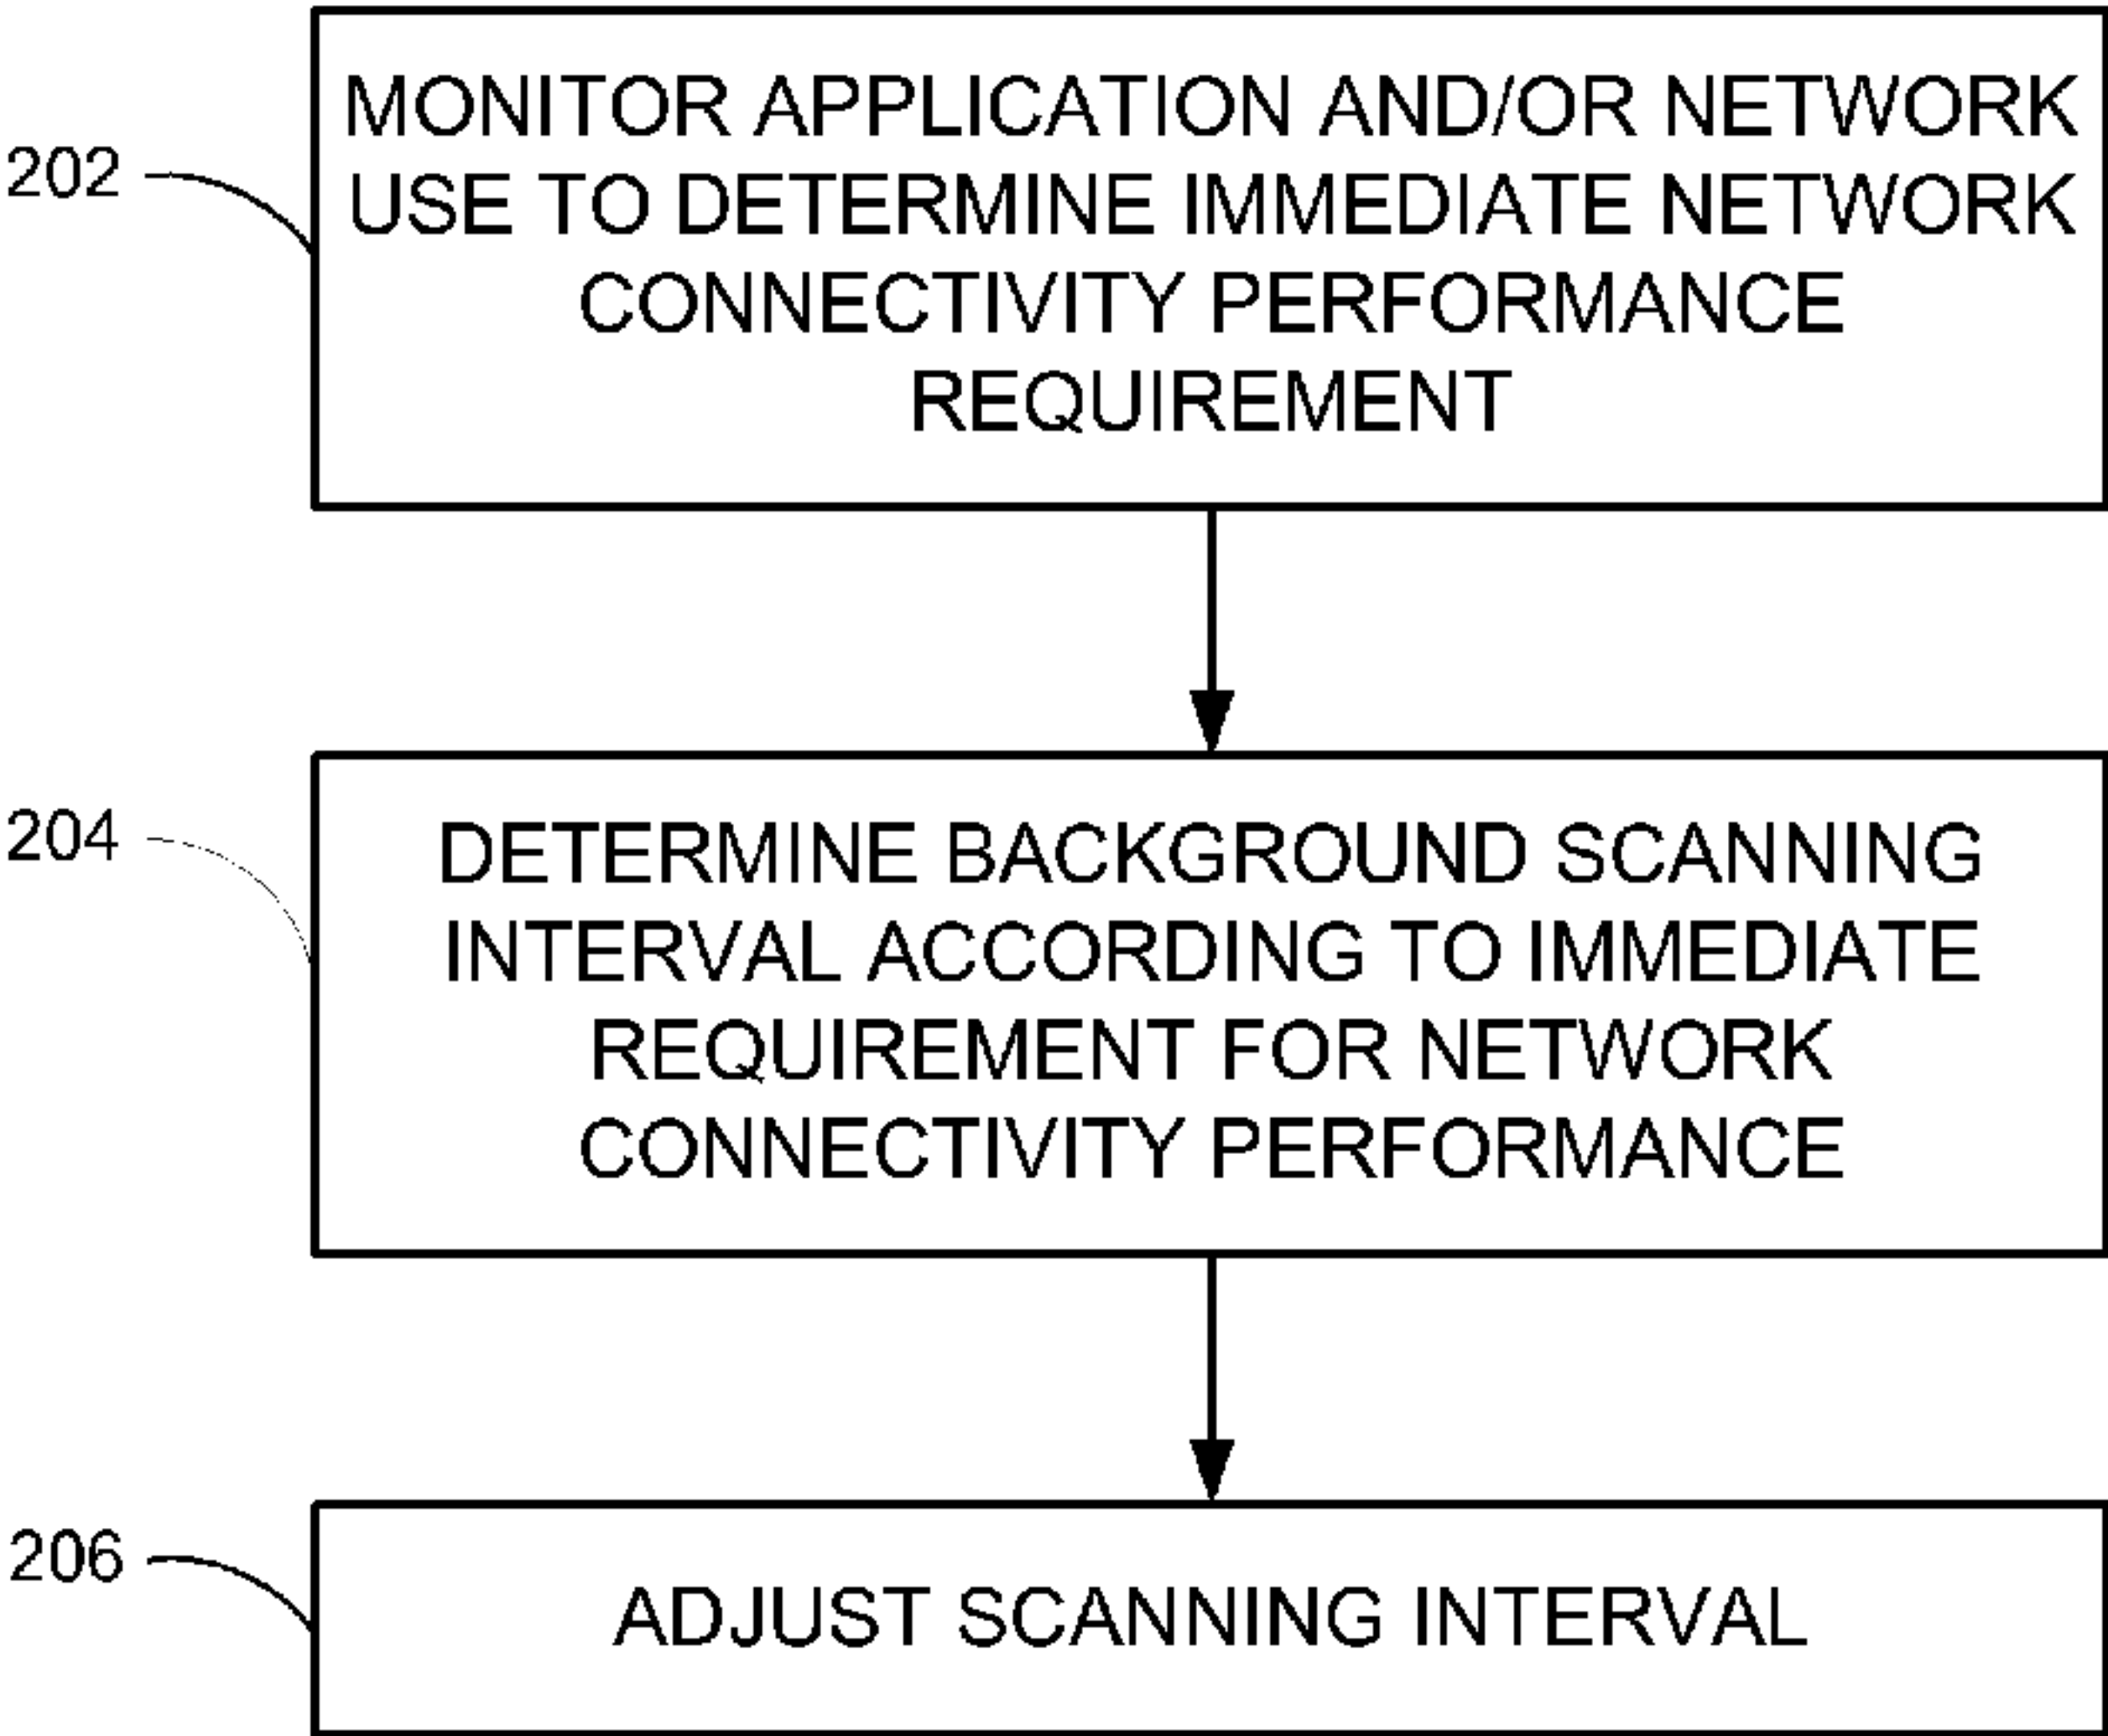 202
MONITOR APPLICATION AND/OR NETWORK
USE TO DETERMINE IMMEDIATE NETWORK
CONNECTIVITY PERFORMANCE
REQUIREMENT
204
DETERMINE BACKGROUND SCANNING
INTERVAL ACCORDING TO IMMEDIATE
REQUIREMENT FOR NETWORK
CONNECTIVITY PERFORMANCE
206
ADJUST SCANNING INTERVAL